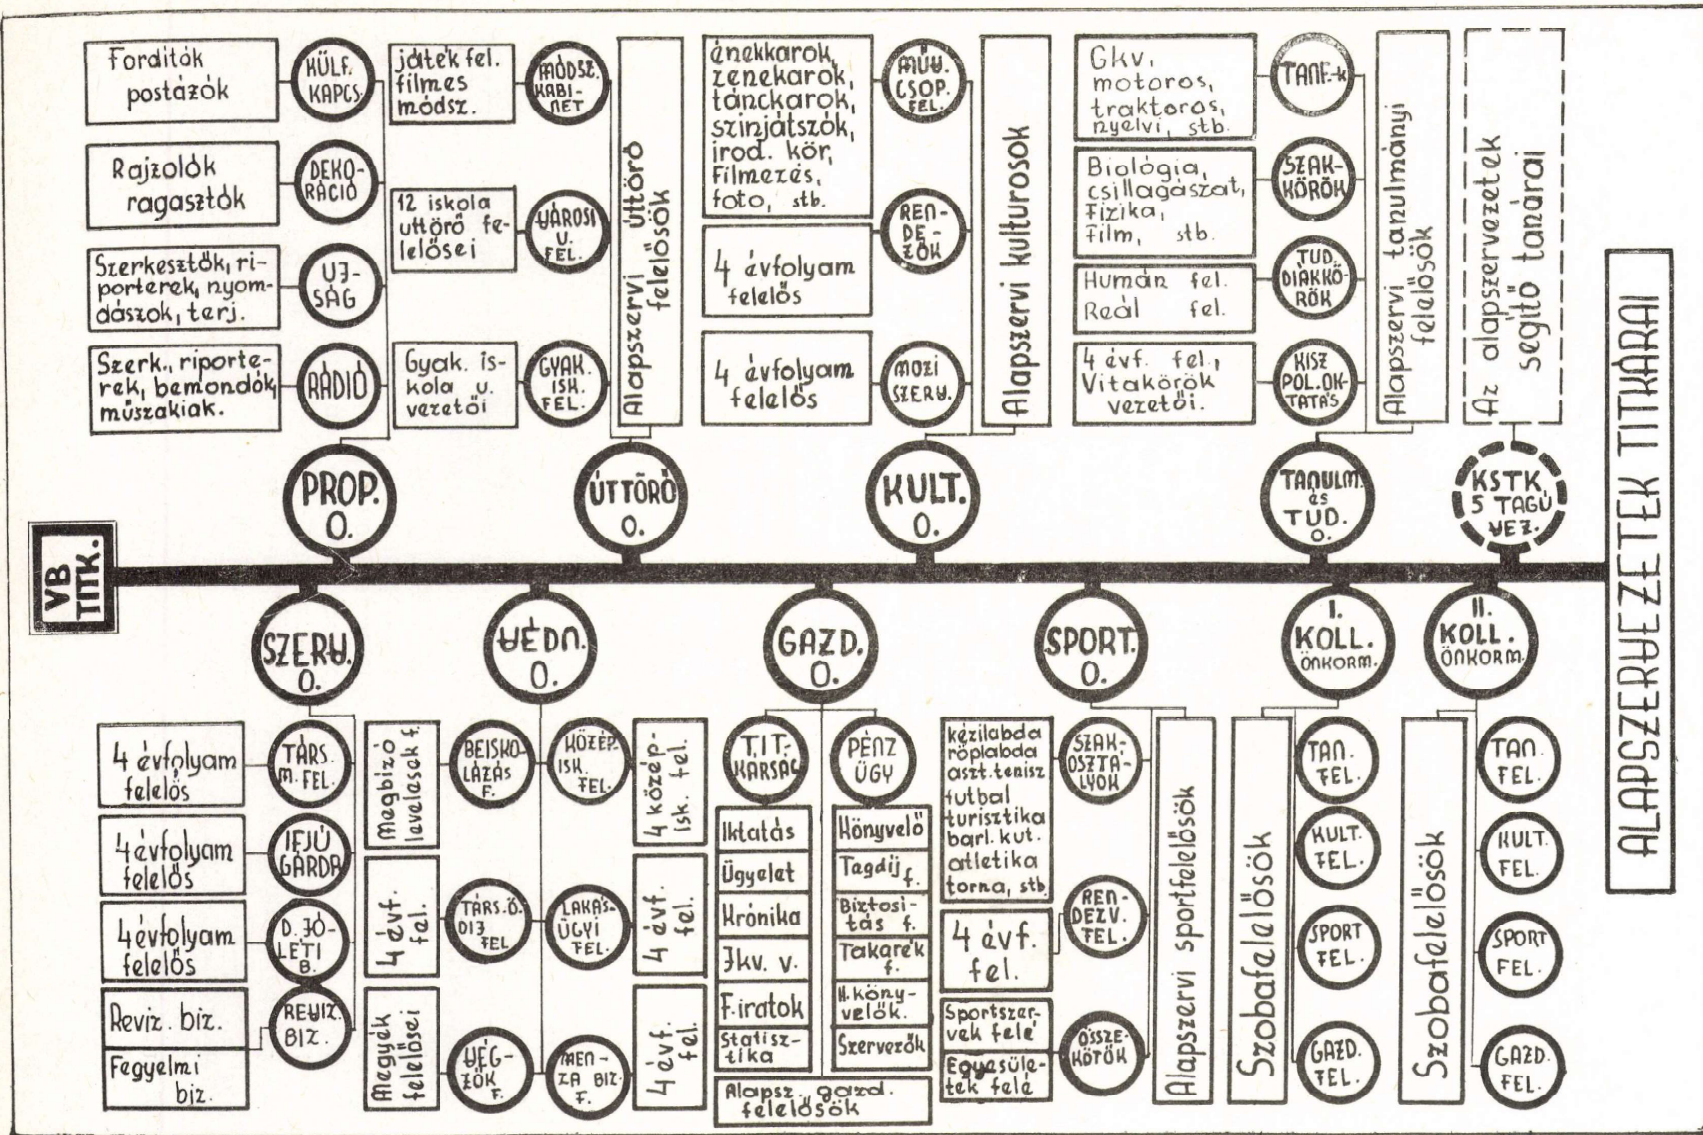 Fordítók
postázók
KÜLF.
KAPCS.
Rajzolók
ragasztók
DEKO-
RÁCIÓ
Szerkesztők, ri-
porterek, nyom-
dászok, terj.
UJ-
SÁG
Szerk., riporte-
rek, bemondók,
műszakiak.
RÁDIÓ
PROP.
O.
játék fel.
filmes
módsz.
MÓDSZ.
KABI-
NET
12 iskola
uttörő fe-
lelősei
VÁROSI
U.
FEL.
Gyak. is-
kola u.
vezetői
GYAK.
ISK.
FEL.
Alapszervi úttörő
felelősök
ÚTTÖRŐ
O.
énekkarok,
zenekarok,
tánckarok,
szinjátszók,
irod. kör,
Filmezés,
foto, stb.
MŰV.
CSOP.
FEL.
4 évfolyam
felelős
REN-
DE-
ZŐK
4 évfolyam
felelős
MOZI
SZERV.
Alapszervi kulturosok
KULT.
O.
Gkv,
motoros,
traktoros,
nyelvi, stb.
TANF.-k
Biológia,
csillagászat,
Fizika,
film, stb.
SZAK-
KÖRÖK
Humán fel.
Reál fel.
TUD.
DIÁKKÖ-
RÖK
4 évf. fel.,
Vitakörök
vezetői.
KISZ
POL. OK-
TATÁS
Alapszervi tanulmányi
felelősök
TANULM.
és
TUD.
O.
Az alapszervezetek
segítő tanárai
KSTK.
5 TAGÚ
VEZ.
VB
TITK.
ALAPSZERVEZETEK TITKÁRAI
SZERV.
O.
4 évfolyam
felelős
TÁRS.
M. FEL.
4 évfolyam
felelős
IFJÚ
GÁRDA
4 évfolyam
felelős
D. JÓ-
LÉTI
B.
Reviz. biz.
Fegyelmi
biz.
REVIZ.
BIZ.
VÉDN.
O.
Megbizó
levelesek f.
BEISKO-
LÁZÁS
F.
KÖZÉP.
ISK.
FEL.
4 közép-
isk. fel.
4 évf.
fel.
TÁRS. Ö.
DIJ
FEL
LAKÁS-
ÜGYI
FEL.
4 évf.
fel.
Megyék
felelősei
VÉG-
ZŐK
F.
MEN-
ZA BIZ.
F.
4 évf.
fel.
GAZD.
O.
TIT-
KÁRSÁG
Iktatás
Ügyelet
Krónika
Jkv. v.
F. iratok
Statisz-
tika
PÉNZ
ÜGY
Könyvelő
Tagdíj
f.
Biztosi-
tás f.
Takarék
f.
H. köny-
velők.
Szervezők
Alapsz. gazd.
felelősök
SPORT.
O.
kézilabda
röplabda
aszt. tenisz
futbal
turisztika
barl. kut.
atletika
torna, stb.
SZAK-
OSZTÁ-
LYOK
4 évf.
fel.
REN-
DEZV.
FEL.
Sportszer-
vek felé
Egyesüle-
tek felé
ÖSSZE-
KÖTŐK
Alapszervi sportfelelősök
I.
KOLL.
ÖNKORM.
Szobafelelősök
TAN.
FEL.
KULT.
FEL.
SPORT
FEL.
GAZD.
FEL.
II.
KOLL.
ÖNKORM.
Szobafelelősök
TAN.
FEL.
KULT.
FEL.
SPORT
FEL.
GAZD.
FEL.